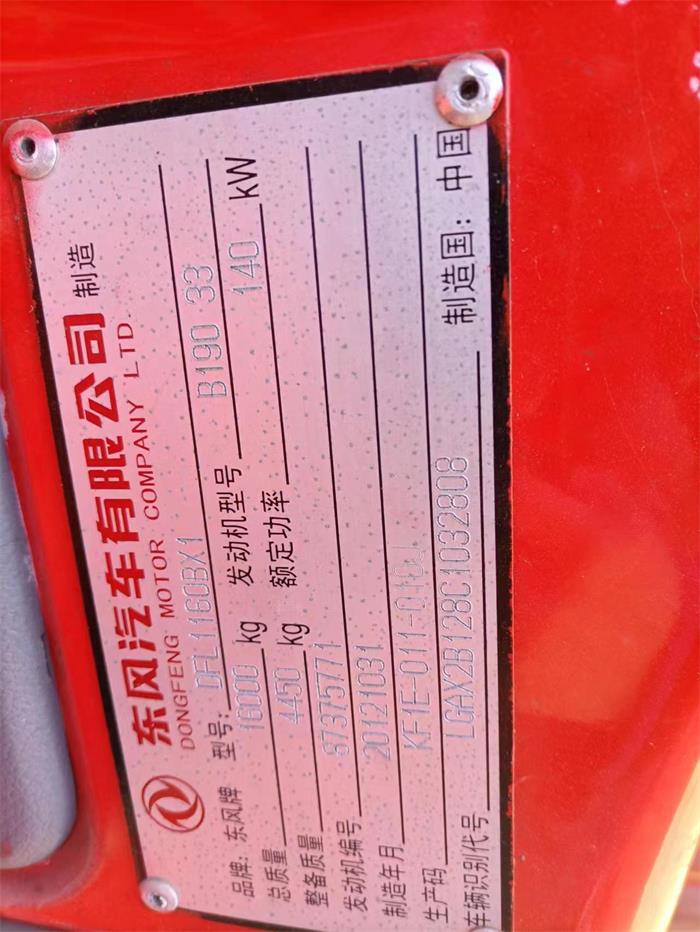 东风汽车有限公司 制造
DONGFENG MOTOR COMPANY LTD.
品牌: 东风牌 型号: DFL1160BX1
总质量 16000 kg 发动机型号 B190 33
整备质量 4450 kg 额定功率 140 kW
发动机编号 87375771
制造年月 20121031
生产码 KF1E-011-010J
车辆识别代号 LGAX2B128C1032808 制造国: 中国